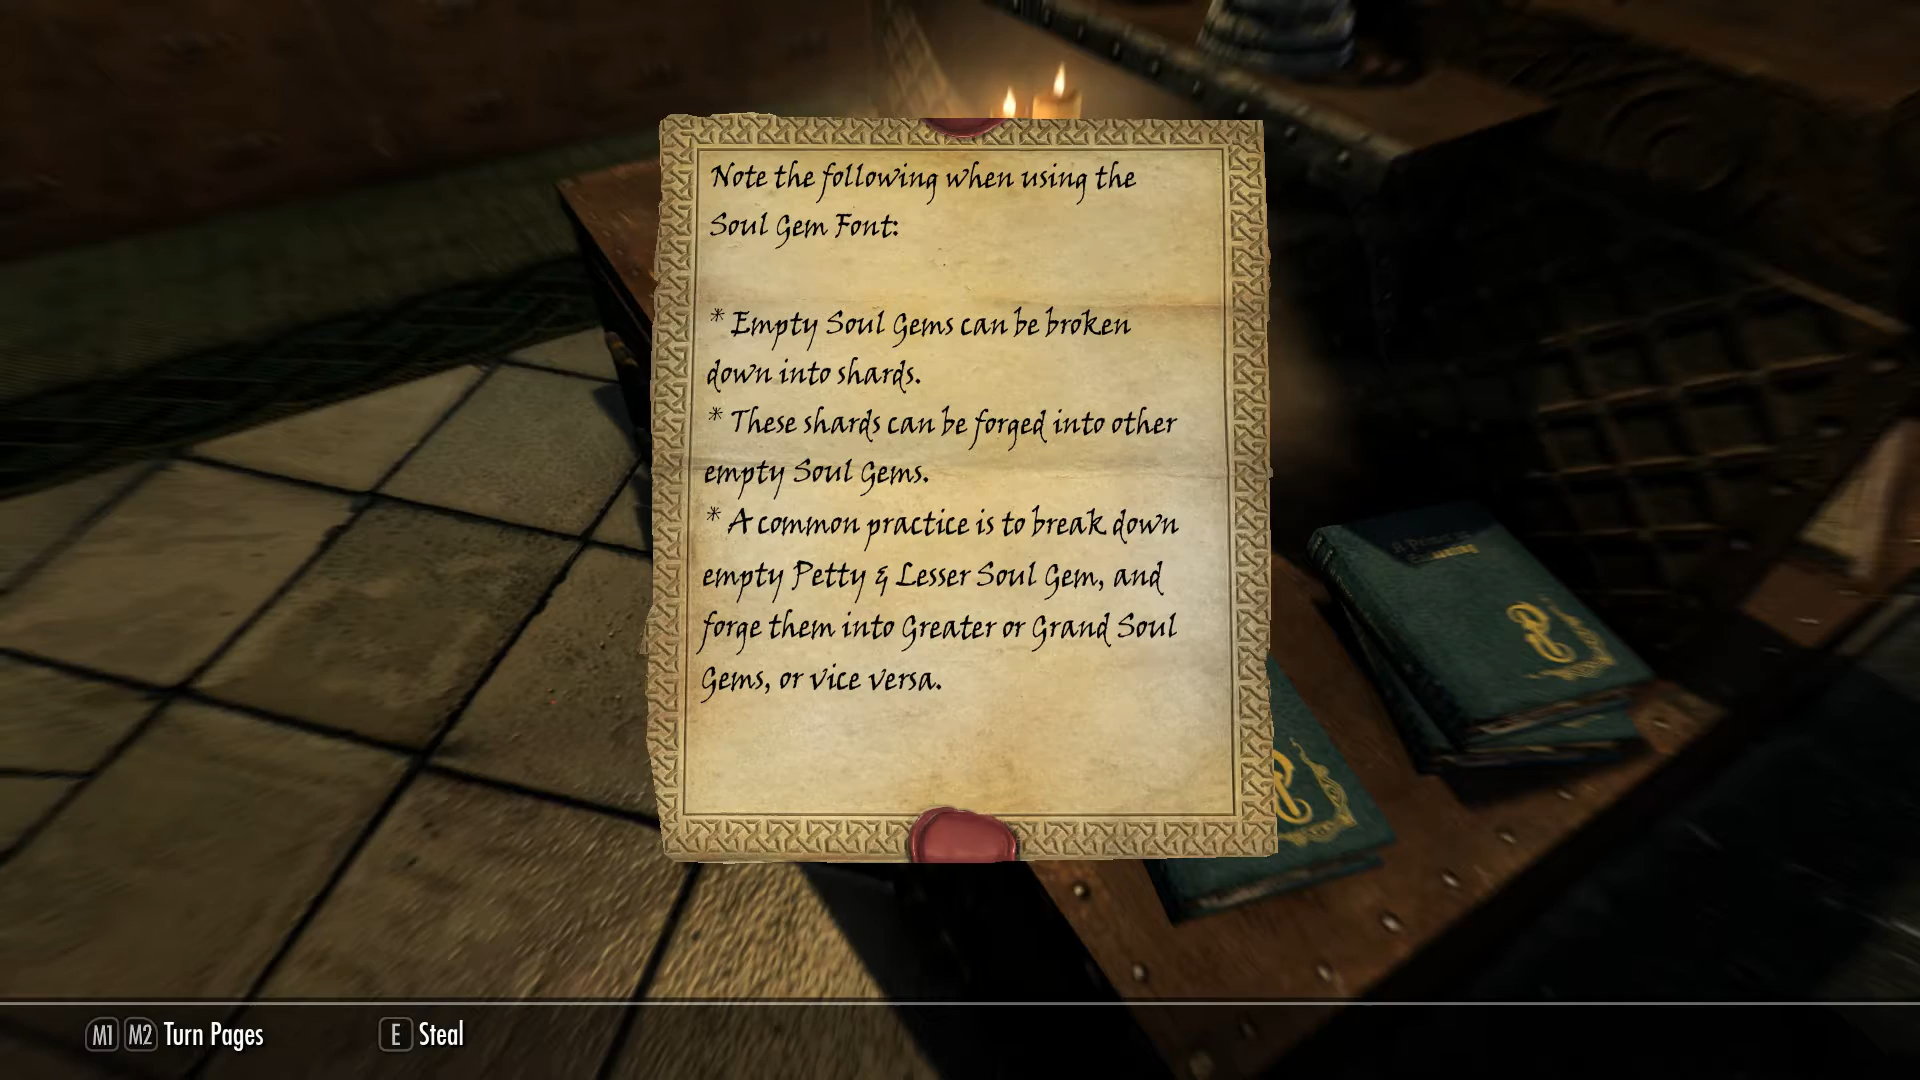 Note the following when using the
Soul Gem Font:
* Empty Soul Gems can be broken
down into shards.
* These shards can be forged into other
empty Soul Gems.
* A common practice is to break down
empty Petty & Lesser Soul Gem, and
forge them into Greater or Grand Soul
Gems, or vice versa.
M1 M2 Turn Pages
E Steal